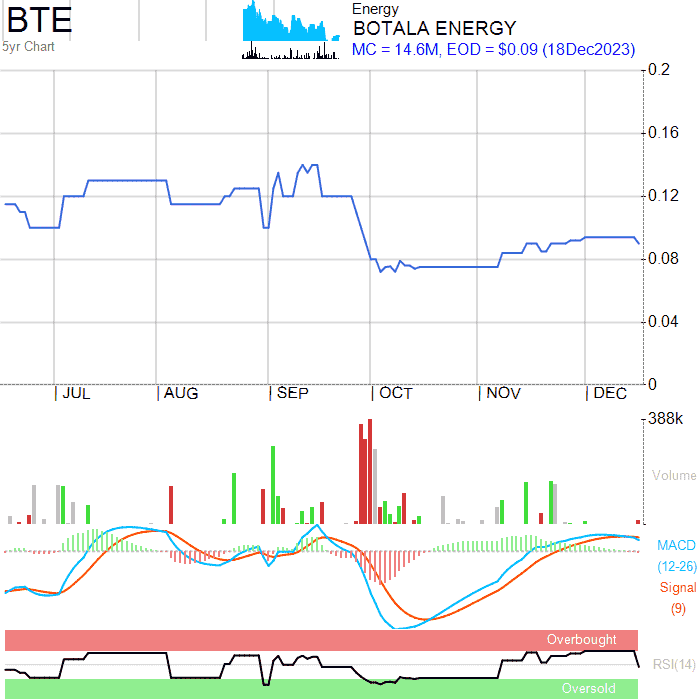 BTE
5yr Chart
Energy
BOTALA ENERGY
MC = 14.6M, EOD = $0.09 (18Dec2023)
0.2
0.16
0.12
0.08
0.04
0
JUL
AUG
SEP
OCT
NOV
DEC
388k
Volume
MACD
(12-26)
Signal
(9)
Overbought
RSI(14)
Oversold